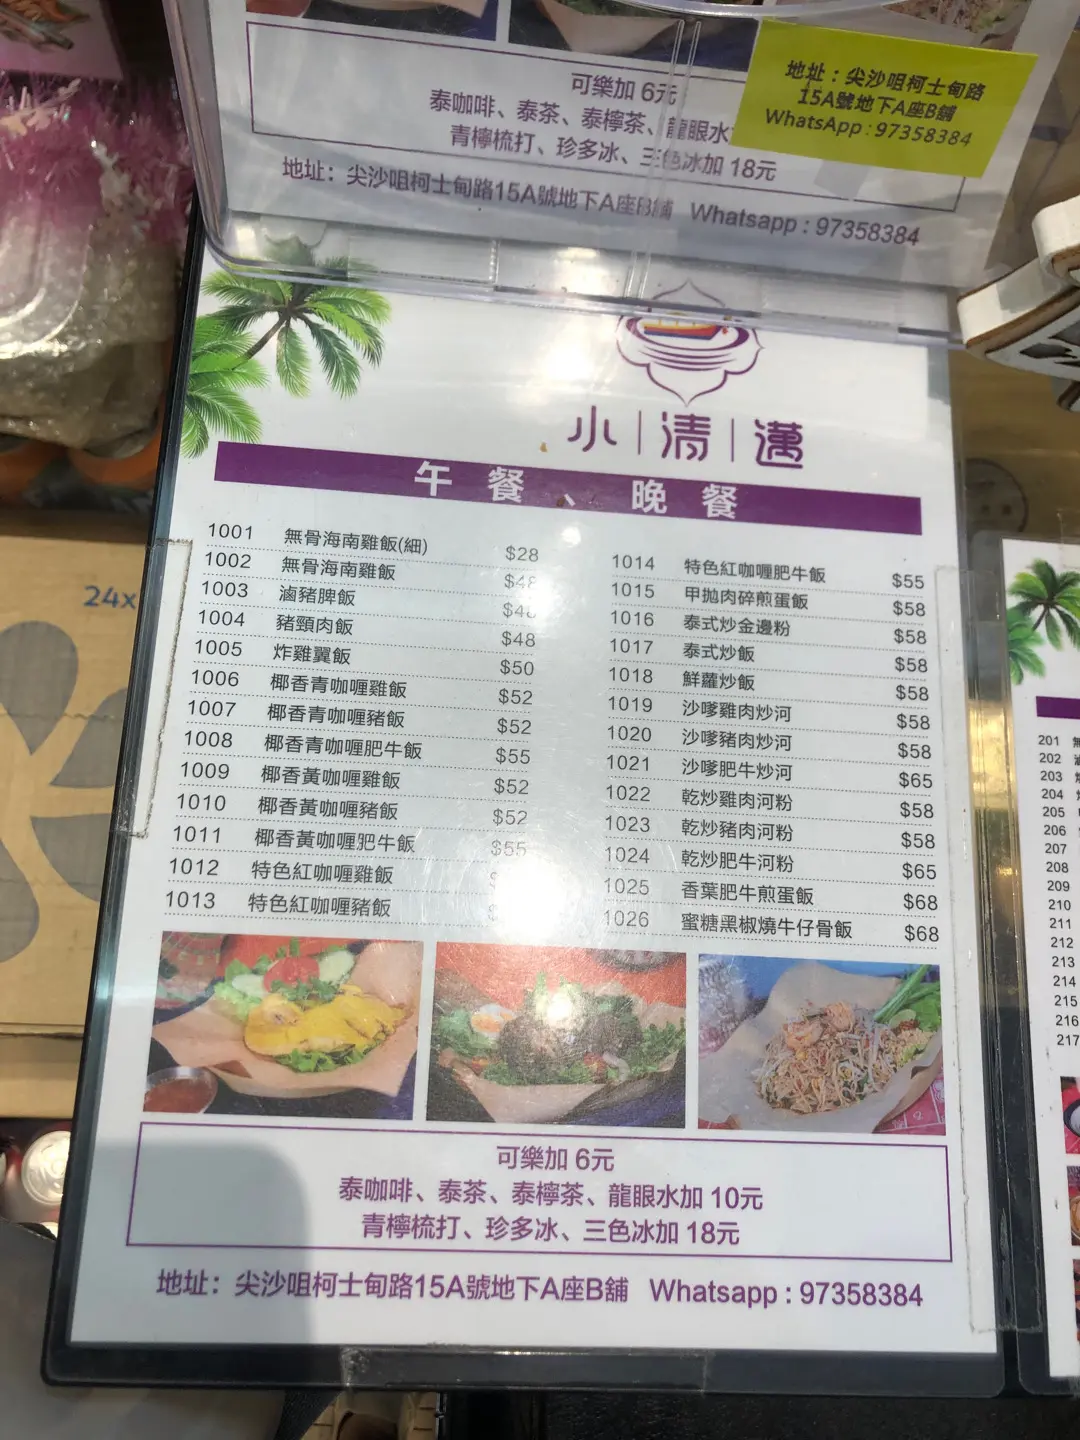 可樂加 6元
泰咖啡、泰茶、泰檸茶、龍眼水
青檸梳打、珍多冰、三色冰加 18元
地址：尖沙咀柯士甸路15A號地下A座B舖 Whatsapp : 97358384
地址：尖沙咀柯士甸路
15A號地下A座B舖
WhatsApp : 97358384
小|清|邁
午餐、晚餐
1001 無骨海南雞飯(細) $28
1002 無骨海南雞飯 $48
1003 滷豬脾飯
1004 豬頸肉飯 $48
1005 炸雞翼飯 $50
1006 椰香青咖喱雞飯 $52
1007 椰香青咖喱豬飯 $52
1008 椰香青咖喱肥牛飯 $55
1009 椰香黃咖喱雞飯 $52
1010 椰香黃咖喱豬飯 $52
1011 椰香黃咖喱肥牛飯 $55
1012 特色紅咖喱雞飯
1013 特色紅咖喱豬飯
1014 特色紅咖喱肥牛飯 $55
1015 甲拋肉碎煎蛋飯 $58
1016 泰式炒金邊粉 $58
1017 泰式炒飯 $58
1018 鮮蘿炒飯 $58
1019 沙嗲雞肉炒河 $58
1020 沙嗲豬肉炒河 $58
1021 沙嗲肥牛炒河 $65
1022 乾炒雞肉河粉 $58
1023 乾炒豬肉河粉 $58
1024 乾炒肥牛河粉 $65
1025 香葉肥牛煎蛋飯 $68
1026 蜜糖黑椒燒牛仔骨飯 $68
可樂加 6元
泰咖啡、泰茶、泰檸茶、龍眼水加 10元
青檸梳打、珍多冰、三色冰加 18元
地址：尖沙咀柯士甸路15A號地下A座B舖 Whatsapp : 97358384
24x
201
202
203
204
205
206
207
208
209
210
211
212
213
214
215
216
217